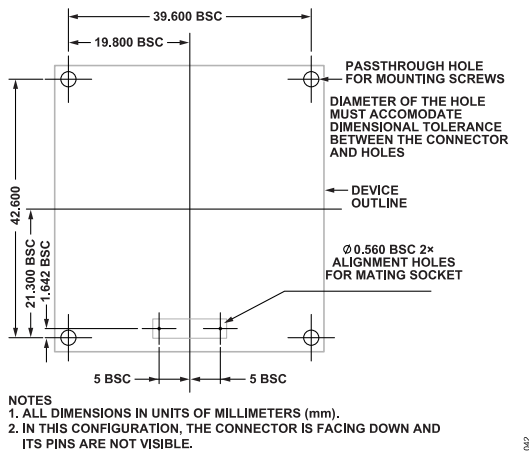 39.600 BSC
19.800 BSC
PASSTHROUGH HOLE
FOR MOUNTING SCREWS
DIAMETER OF THE HOLE
MUST ACCOMODATE
DIMENSIONAL TOLERANCE
BETWEEN THE CONNECTOR
AND HOLES
DEVICE
OUTLINE
42.600
21.300 BSC
1.642 BSC
Ø0.560 BSC 2×
ALIGNMENT HOLES
FOR MATING SOCKET
5 BSC
5 BSC
NOTES
1. ALL DIMENSIONS IN UNITS OF MILLIMETERS (mm).
2. IN THIS CONFIGURATION, THE CONNECTOR IS FACING DOWN AND
ITS PINS ARE NOT VISIBLE.
042